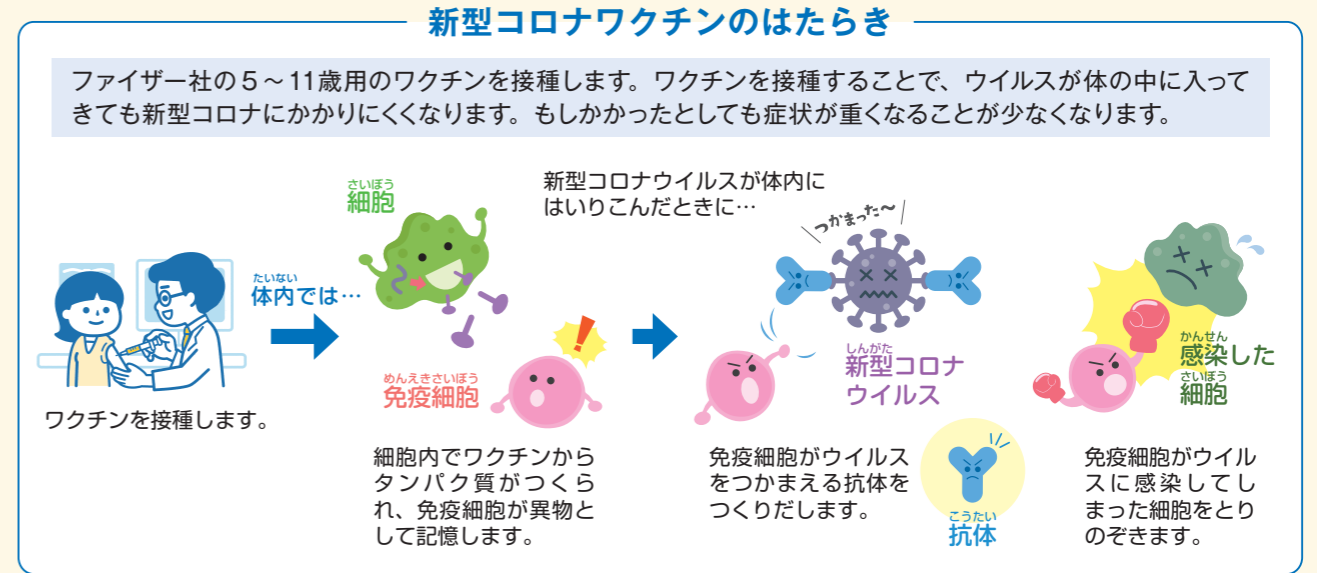 新型コロナワクチンのはたらき
ファイザー社の5～11歳用のワクチンを接種します。ワクチンを接種することで、ウイルスが体の中に入って
きても新型コロナにかかりにくくなります。もしかかったとしても症状が重くなることが少なくなります。
ワクチンを接種します。
たいない
体内では…
さいぼう
細胞
めんえきさいぼう
免疫細胞
細胞内でワクチンから
タンパク質がつくら
れ、免疫細胞が異物と
して記憶します。
新型コロナウイルスが体内に
はいりこんだときに…
つかまった～
しんがた
新型コロナ
ウイルス
免疫細胞がウイルス
をつかまえる抗体を
つくりだします。
こうたい
抗体
かんせん
感染した
さいぼう
細胞
免疫細胞がウイル
スに感染してし
まった細胞をとり
のぞきます。